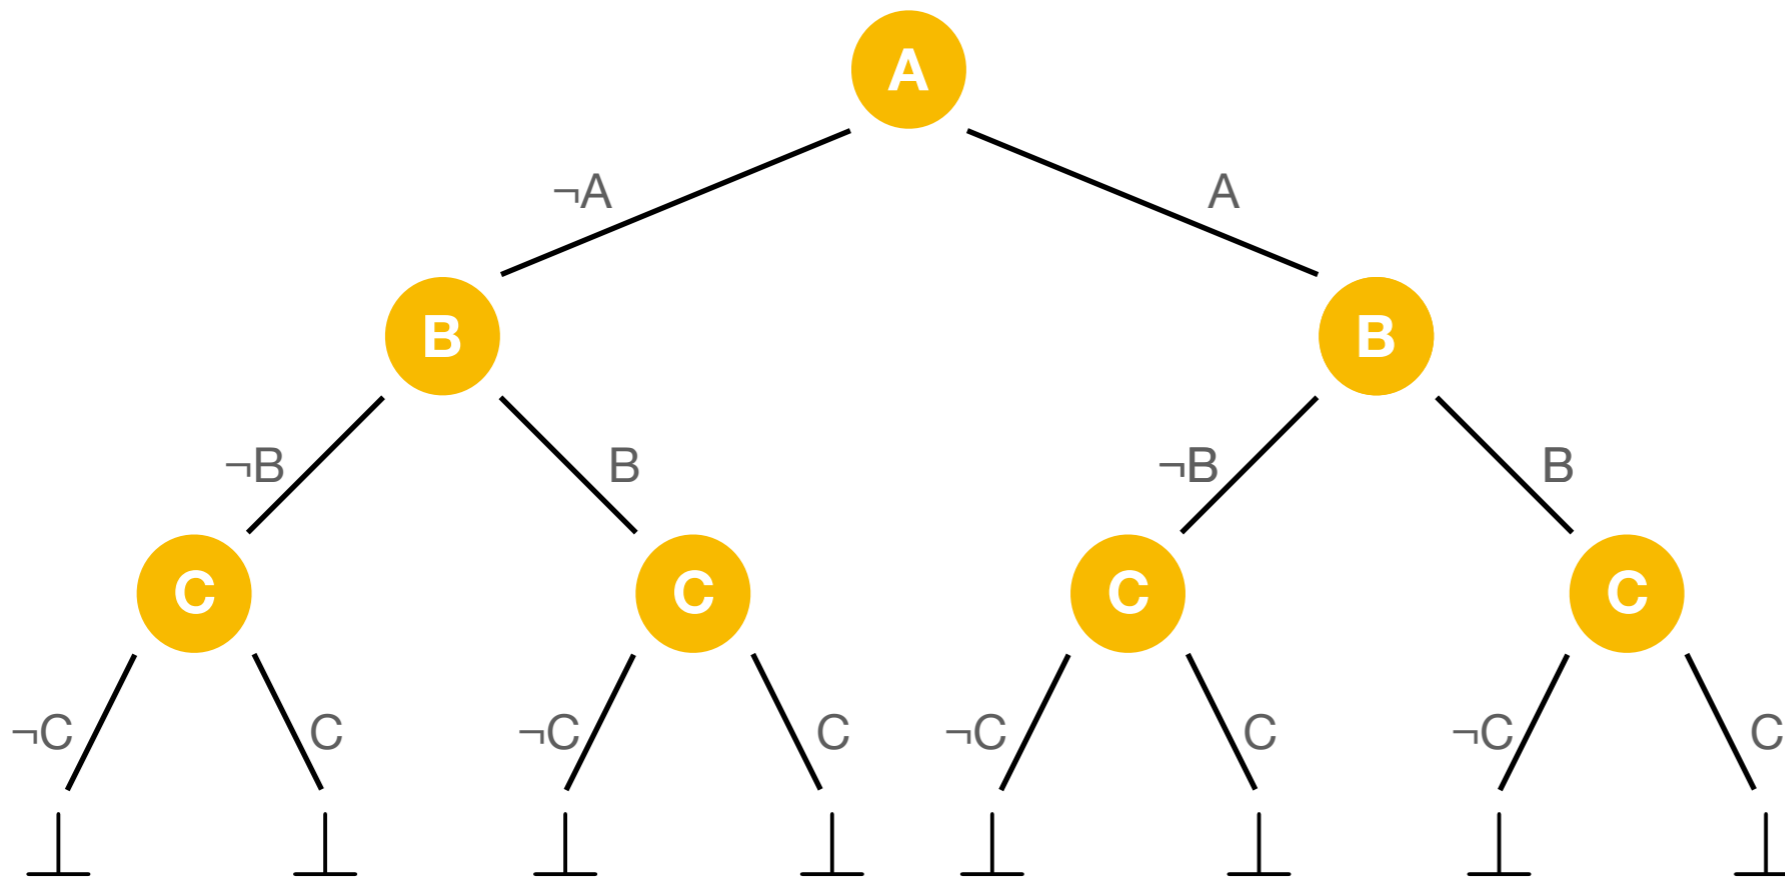 A
¬A A
B B
¬B B ¬B B
C C C C
¬C C ¬C C ¬C C ¬C C
⊥ ⊥ ⊥ ⊥ ⊥ ⊥ ⊥ ⊥